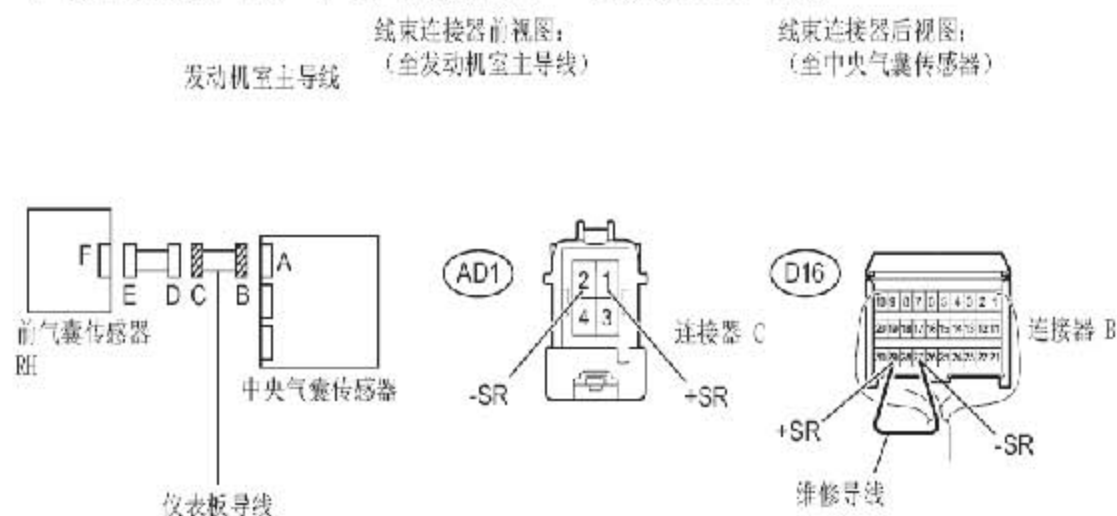 线束连接器前视图：
（至发动机室主导线）
线束连接器后视图：
（至中央气囊传感器）
发动机室主导线
F
E
D
C
B
A
前气囊传感器
RH
中央气囊传感器
仪表板导线
AD1
2 1
4 3
连接器 C
-SR
+SR
D16
连接器 B
+SR
-SR
维修导线